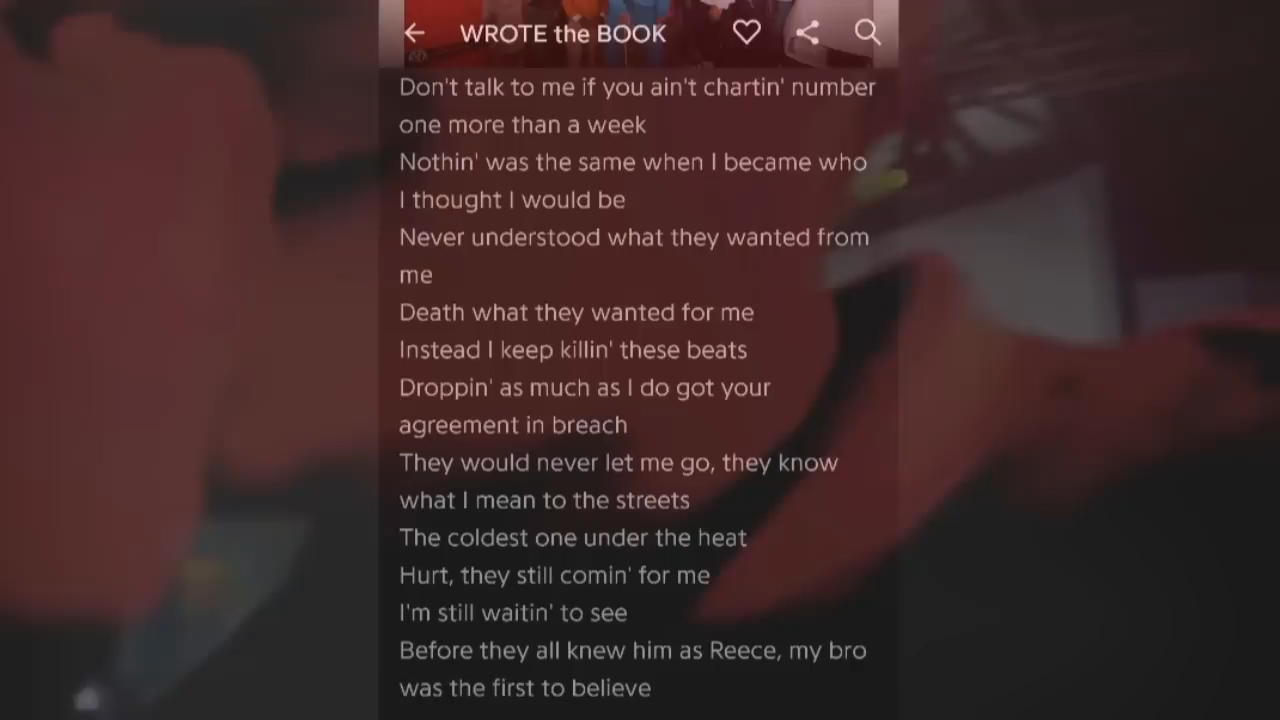 WROTE the BOOK
Don't talk to me if you ain't chartin' number
one more than a week
Nothin' was the same when I became who
I thought I would be
Never understood what they wanted from
me
Death what they wanted for me
Instead I keep killin' these beats
Droppin' as much as I do got your
agreement in breach
They would never let me go, they know
what I mean to the streets
The coldest one under the heat
Hurt, they still comin' for me
I'm still waitin' to see
Before they all knew him as Reece, my bro
was the first to believe